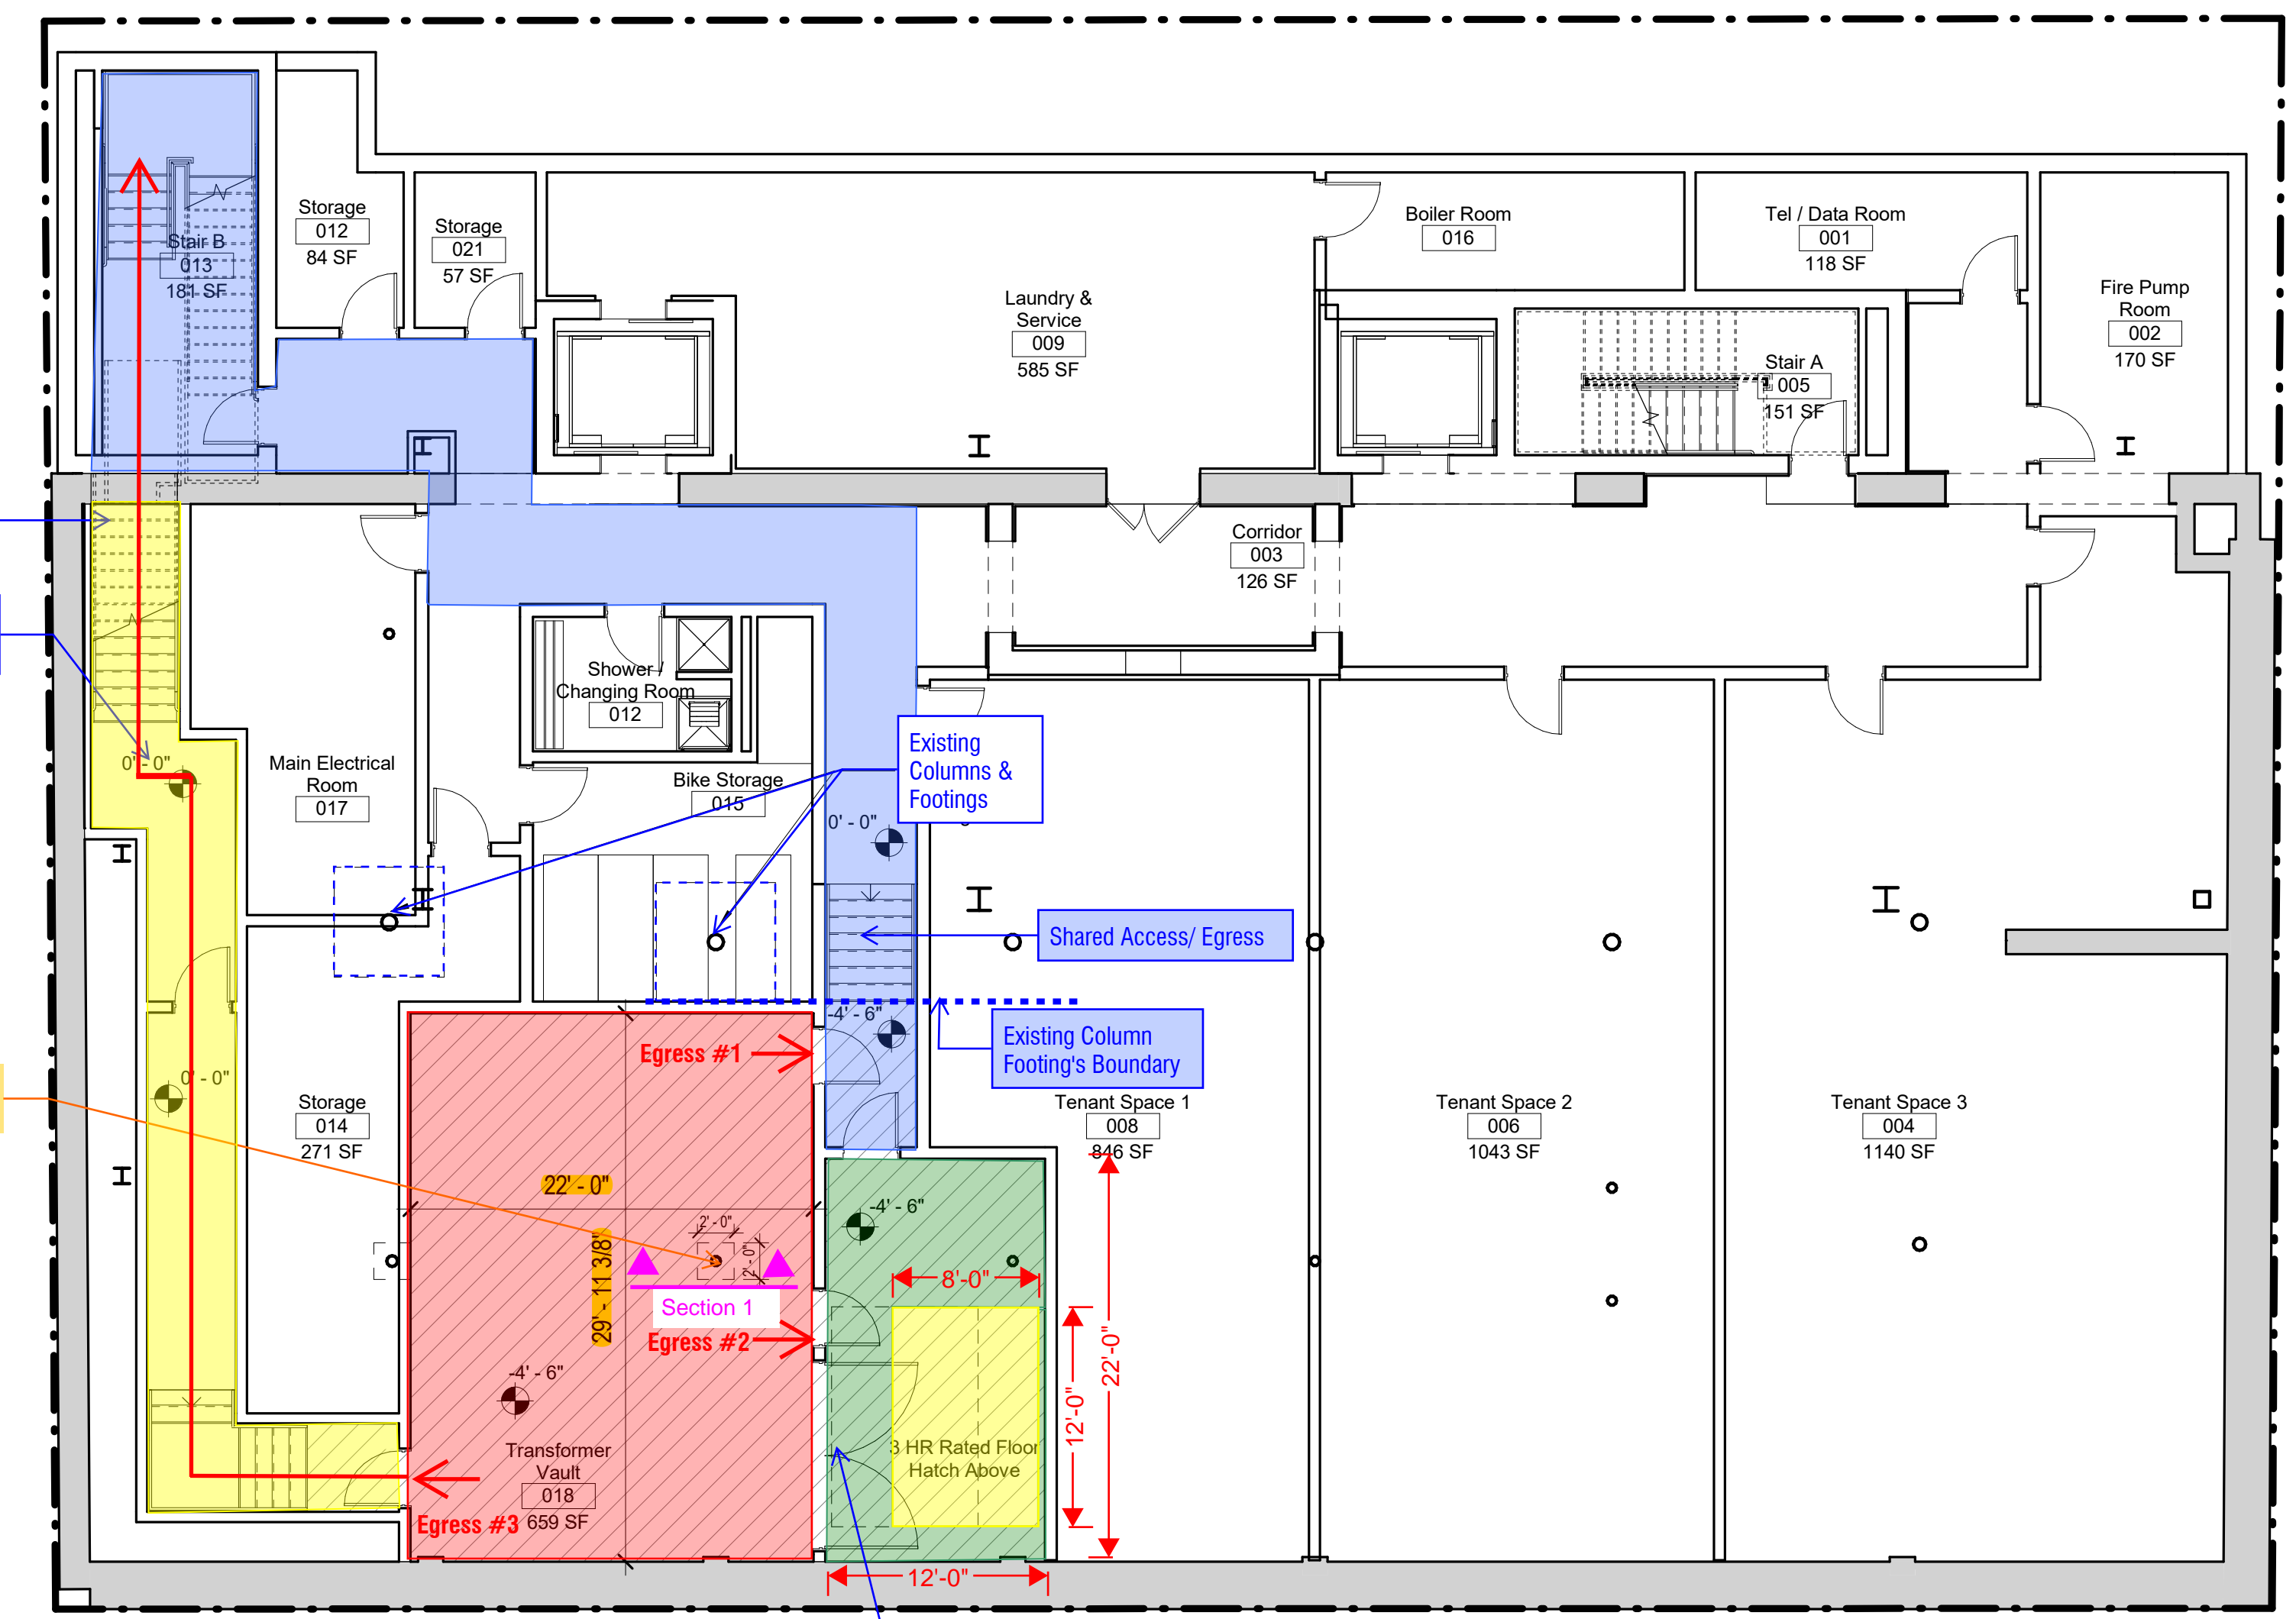 Storage
012
84 SF
Storage
021
57 SF
Stair B
013
181 SF
Boiler Room
016
Tel / Data Room
001
118 SF
Laundry &
Service
009
585 SF
Fire Pump
Room
002
170 SF
Stair A
005
151 SF
Corridor
003
126 SF
Shower /
Changing Room
012
Existing
Columns &
Footings
0' - 0"
Main Electrical
Room
017
Bike Storage
015
0' - 0"
Shared Access/ Egress
-4' - 6"
Existing Column
Footing's Boundary
Egress #1
0' - 0"
Storage
014
271 SF
Tenant Space 1
008
846 SF
Tenant Space 2
006
1043 SF
Tenant Space 3
004
1140 SF
22' - 0"
-4' - 6"
2' - 0"
2' - 0"
29' - 11 3/8"
8'-0"
Section 1
Egress #2
22'-0"
12'-0"
-4' - 6"
3 HR Rated Floor
Hatch Above
Transformer
Vault
018
659 SF
Egress #3
12'-0"